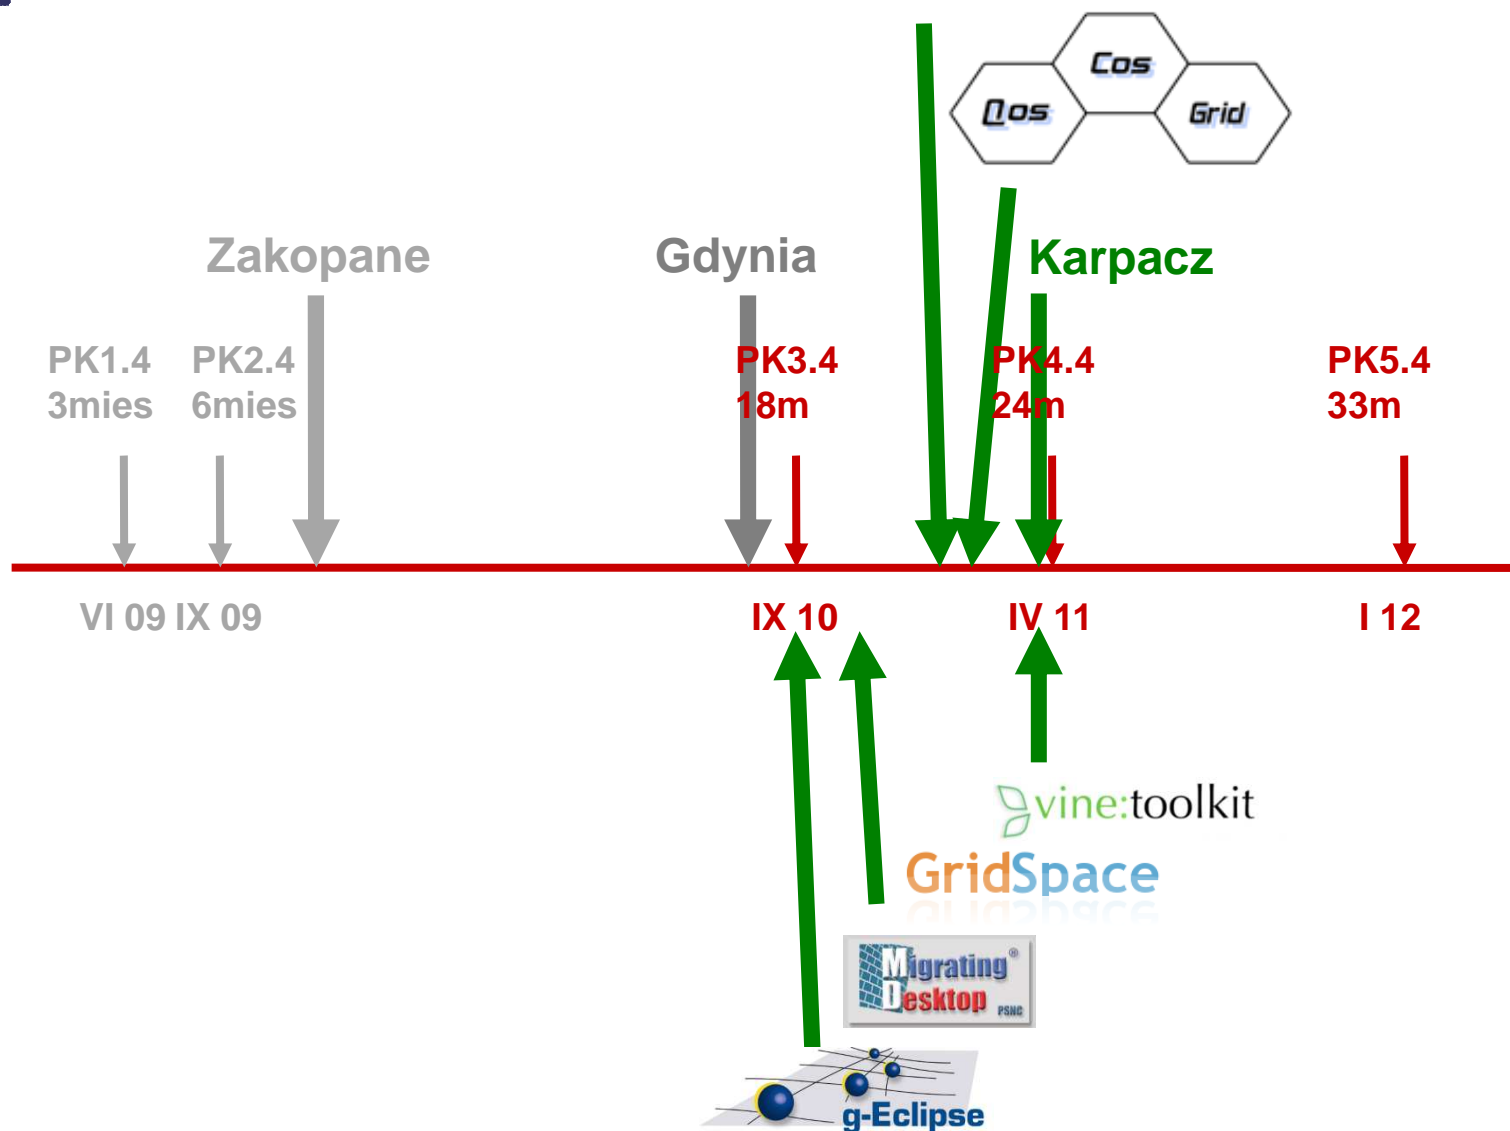 Cos
Qos
Grid
Zakopane
Gdynia
Karpacz
PK1.4
3mies
PK2.4
6mies
PK3.4
18m
PK4.4
24m
PK5.4
33m
VI 09 IX 09
IX 10
IV 11
I 12
vine:toolkit
GridSpace
Migrating®
Desktop
PSNC
g-Eclipse